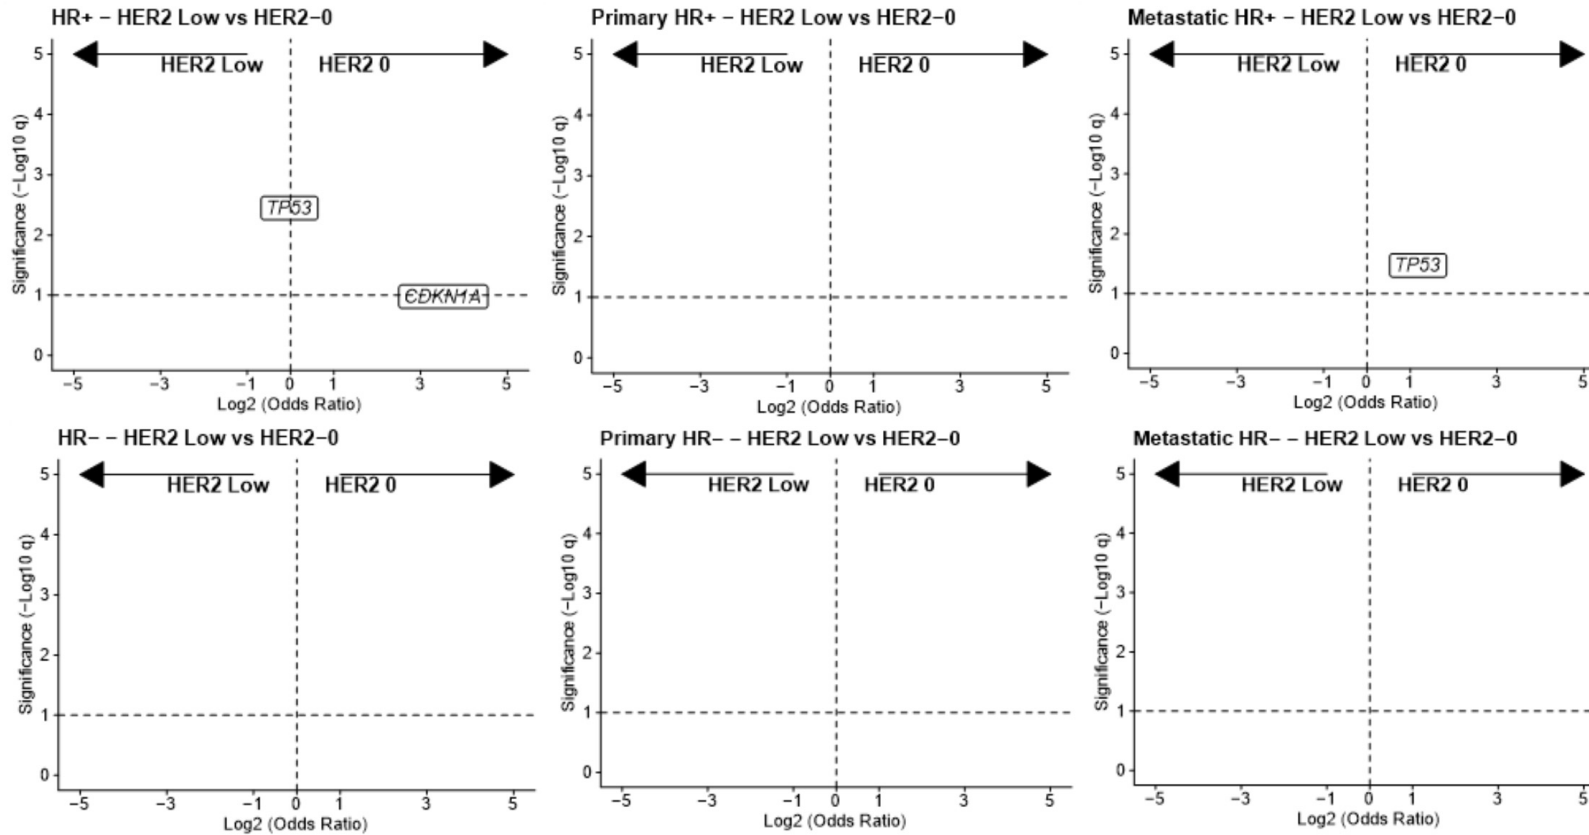 HR+ − HER2 Low vs HER2−0
HER2 Low
HER2 0
Significance (−Log10 q)
5
4
3
2
1
0
TP53
CDKN1A
−5
−3
−1
0
3
5
Log2 (Odds Ratio)
Primary HR+ − HER2 Low vs HER2−0
HER2 Low
HER2 0
Significance (−Log10 q)
5
4
3
2
1
0
−5
−3
−1
0
1
3
5
Log2 (Odds Ratio)
Metastatic HR+ − HER2 Low vs HER2−0
HER2 Low
HER2 0
Significance (−Log10 q)
5
4
3
2
1
0
TP53
−5
−3
−1
0
1
3
5
Log2 (Odds Ratio)
HR− − HER2 Low vs HER2−0
HER2 Low
HER2 0
Significance (−Log10 q)
5
4
3
2
1
0
−5
−3
−1
0
1
3
5
Log2 (Odds Ratio)
Primary HR− − HER2 Low vs HER2−0
HER2 Low
HER2 0
Significance (−Log10 q)
5
4
3
2
1
0
−5
−3
−1
0
1
3
5
Log2 (Odds Ratio)
Metastatic HR− − HER2 Low vs HER2−0
HER2 Low
HER2 0
Significance (−Log10 q)
5
4
3
2
1
0
−5
−3
−1
0
1
3
5
Log2 (Odds Ratio)